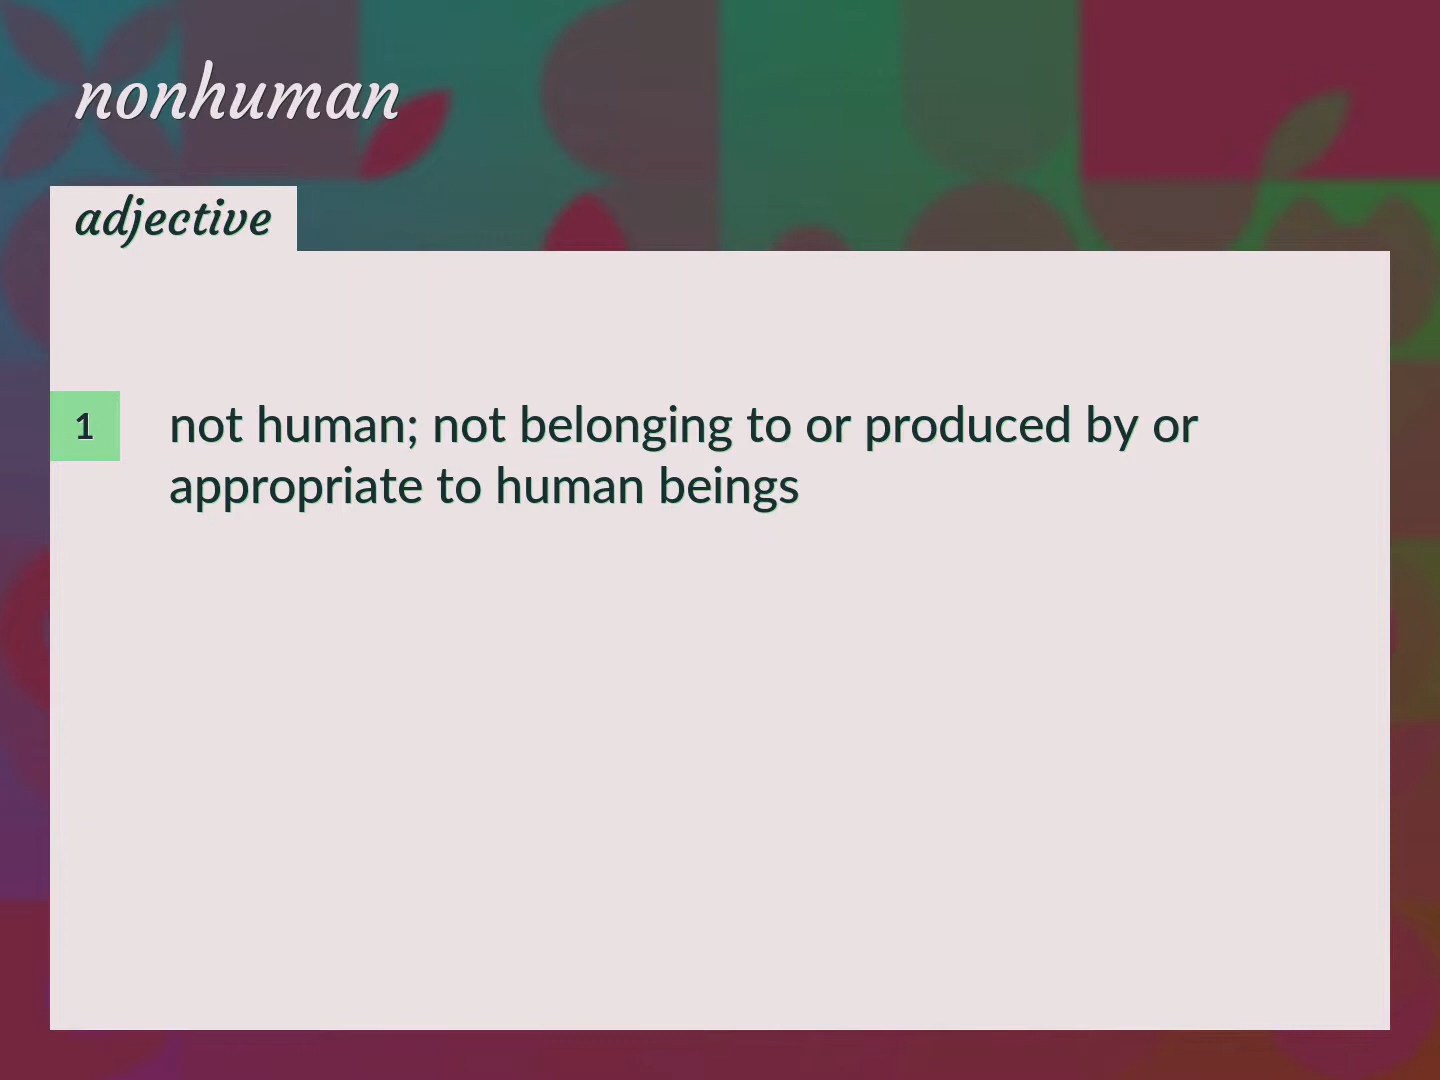 nonhuman
adjective
1 not human; not belonging to or produced by or
appropriate to human beings